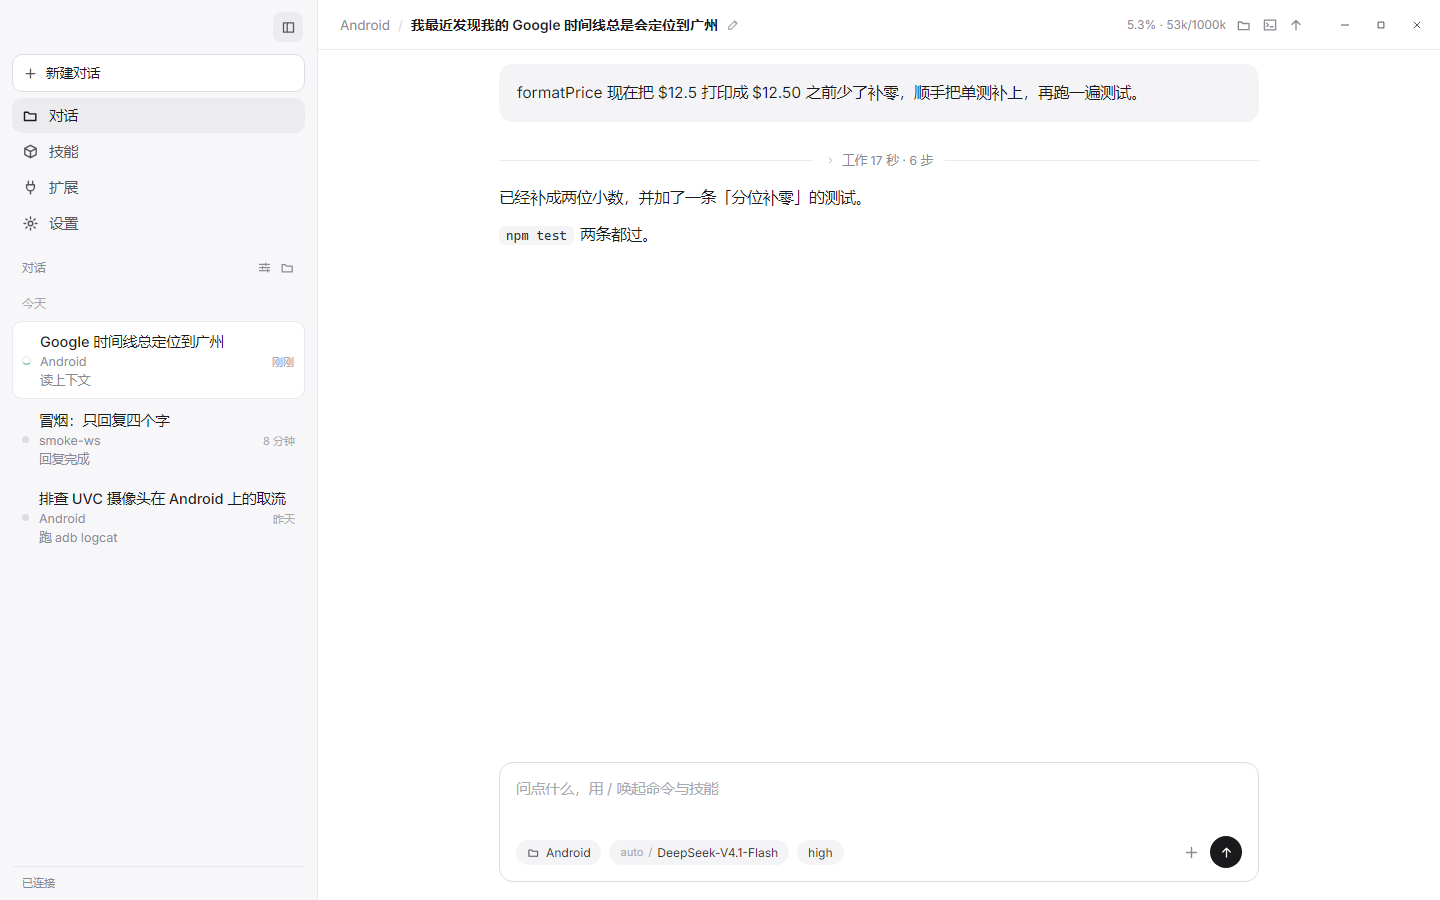 新建对话
对话
技能
扩展
设置
对话
今天
Google 时间线总定位到广州
Android 刚刚
读上下文
冒烟：只回复四个字
smoke-ws 8 分钟
回复完成
排查 UVC 摄像头在 Android 上的取流
Android 昨天
跑 adb logcat
已连接
Android / 我最近发现我的 Google 时间线总是会定位到广州
5.3% · 53k/1000k
formatPrice 现在把 $12.5 打印成 $12.50 之前少了补零，顺手把单测补上，再跑一遍测试。
工作 17 秒 · 6 步
已经补成两位小数，并加了一条「分位补零」的测试。
npm test 两条都过。
问点什么，用 / 唤起命令与技能
Android auto / DeepSeek-V4.1-Flash high